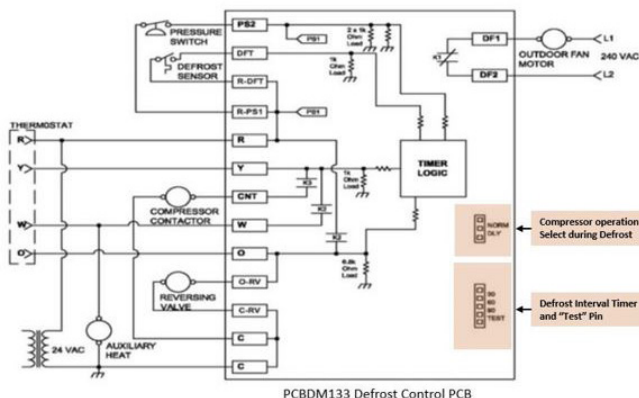 PRESSURE
SWITCH
DEFROST
SENSOR
THERMOSTAT
R
Y
W
O
COMPRESSOR
CONTACTOR
REVERSING
VALVE
24 VAC
AUXILIARY
HEAT
PS2
DFT
R-DFT
R-PS1
R
Y
CNT
W
O
O-RV
C-RV
C
C
PS1
PS1
2 x 1k
Ohm
Load
1k
Ohm
Load
K3
K2
1k
Ohm
Load
6.8k
Ohm
Load
TIMER
LOGIC
K1
DF1
DF2
OUTDOOR FAN
MOTOR
L1
240 VAC
L2
NORM
DLY
Compressor operation
Select during Defrost
30
60
90
TEST
Defrost Interval Timer
and "Test" Pin
PCBDM133 Defrost Control PCB